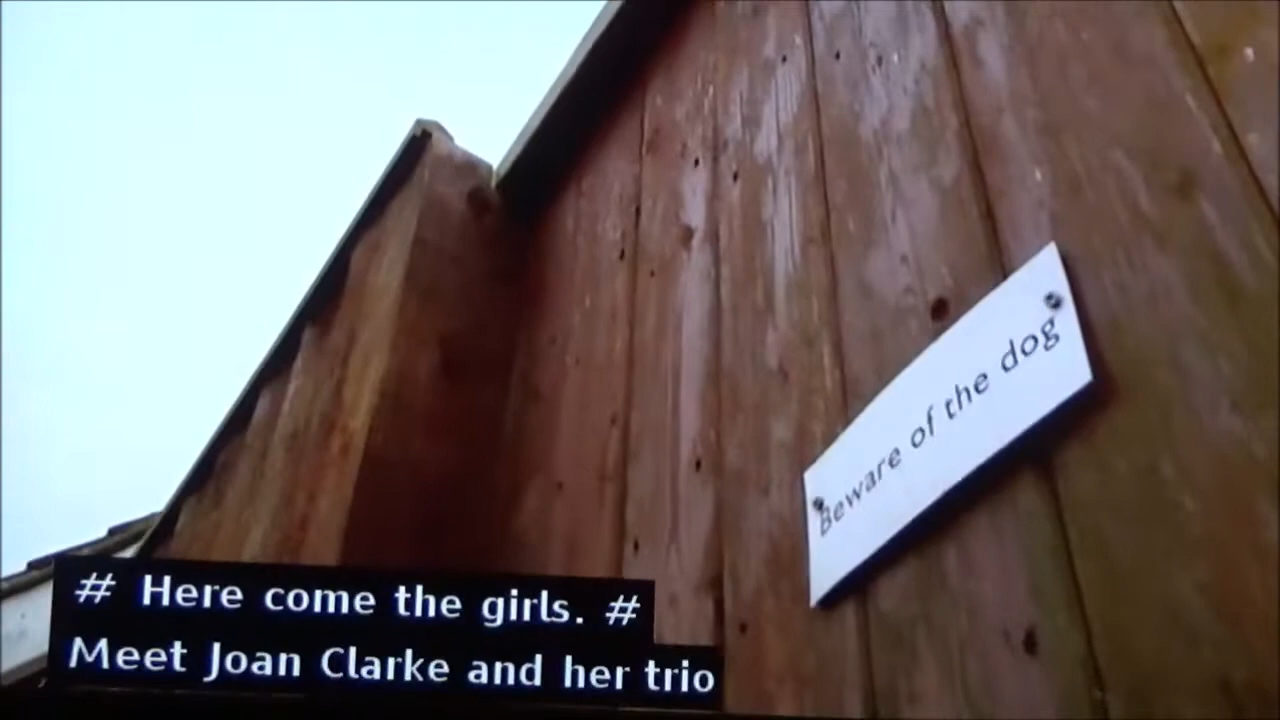 Beware of the dog
# Here come the girls. #
Meet Joan Clarke and her trio